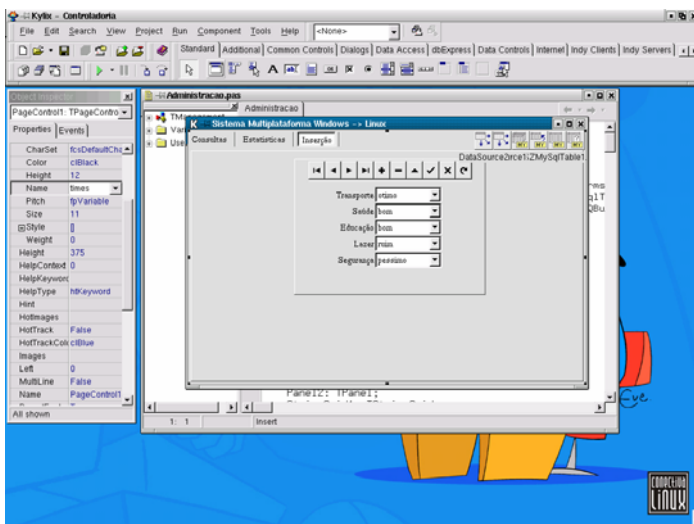 Kylix - Controladoria
File Edit Search View Project Run Component Tools Help <None>
Standard Additional Common Controls Dialogs Data Access dbExpress Data Controls Internet Indy Clients Indy Servers
Object Inspector
PageControl1: TPageContro
Properties Events
CharSet fcsDefaultCha
Color clBlack
Height 12
Name times
Pitch fpVariable
Size 11
Style []
Weight 0
Height 375
HelpContext 0
HelpKeyword
HelpType htKeyword
Hint
HotImages
HotTrack False
HotTrackColo clBlue
Images
Left 0
MultiLine False
Name PageControl1
All shown
Administracao.pas
Administracao
Sistema Multiplataforma Windows -> Linux
Consultas Estatisticas Inserção
DataSource2
ZMySqlTable1
Transporte otimo
Saúde bom
Educação bom
Lazer ruim
Segurança pessimo
Panel2: TPanel;
1: 1 Insert
Eve
CONECTIVA
LINUX